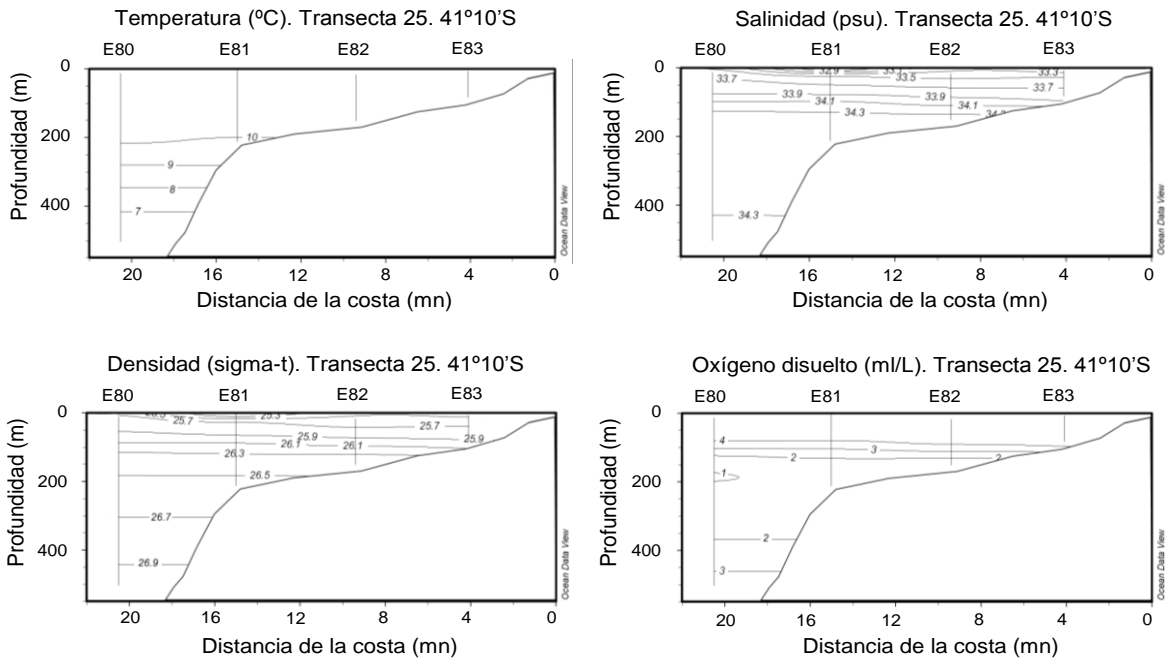 Temperatura (ºC). Transecta 25. 41º10’S
E80 E81 E82 E83
Profundidad (m)
0
200
400
10
9
8
7
20 16 12 8 4 0
Distancia de la costa (mn)
Ocean Data View
Salinidad (psu). Transecta 25. 41º10’S
E80 E81 E82 E83
Profundidad (m)
0
200
400
32.9 33.1 33.3
33.7 33.5
33.7
33.9 33.9
34.1 34.1
34.3
34.3
20 16 12 8 4 0
Distancia de la costa (mn)
Ocean Data View
Densidad (sigma-t). Transecta 25. 41º10’S
E80 E81 E82 E83
Profundidad (m)
0
200
400
25.3
25.7 25.7
25.9 25.9
26.1 26.1
26.3
26.5
26.7
26.9
20 16 12 8 4 0
Distancia de la costa (mn)
Ocean Data View
Oxígeno disuelto (ml/L). Transecta 25. 41º10’S
E80 E81 E82 E83
Profundidad (m)
0
200
400
4
3
2 2
1
2
3
20 16 12 8 4 0
Distancia de la costa (mn)
Ocean Data View